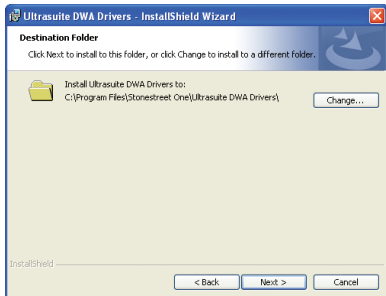 Ultrasuite DWA Drivers - InstallShield Wizard
Destination Folder
Click Next to install to this folder, or click Change to install to a different folder.
Install Ultrasuite DWA Drivers to:
C:\Program Files\Stonestreet One\Ultrasuite DWA Drivers\
Change...
InstallShield
< Back
Next >
Cancel